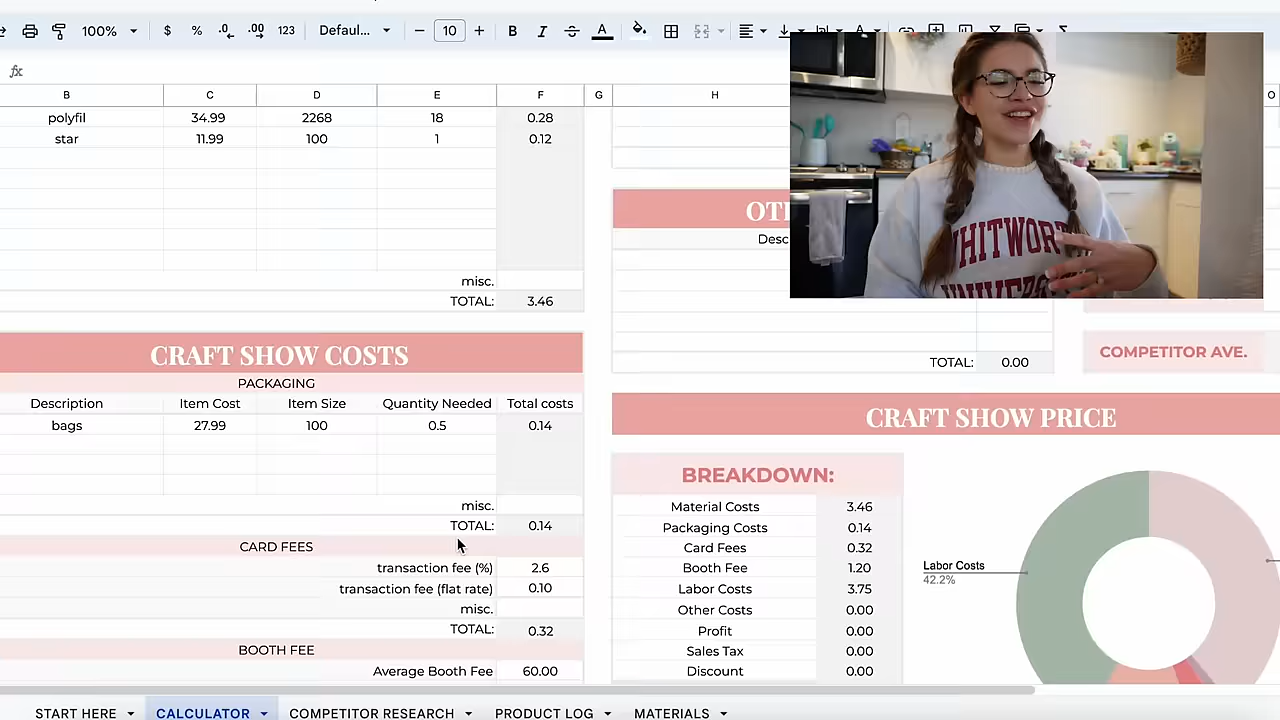 100% $ % .0 .00 123 Defaul... − 10 + B I S A
fx
B C D E F G H O
polyfil 34.99 2268 18 0.28
star 11.99 100 1 0.12
misc.
TOTAL: 3.46
CRAFT SHOW COSTS
PACKAGING
Description Item Cost Item Size Quantity Needed Total costs
bags 27.99 100 0.5 0.14
misc.
TOTAL: 0.14
CARD FEES
transaction fee (%) 2.6
transaction fee (flat rate) 0.10
misc.
TOTAL: 0.32
BOOTH FEE
Average Booth Fee 60.00
TOTAL: 0.00
COMPETITOR AVE.
CRAFT SHOW PRICE
BREAKDOWN:
Material Costs 3.46
Packaging Costs 0.14
Card Fees 0.32
Booth Fee 1.20
Labor Costs 3.75
Other Costs 0.00
Profit 0.00
Sales Tax 0.00
Discount 0.00
Labor Costs
42.2%
START HERE CALCULATOR COMPETITOR RESEARCH PRODUCT LOG MATERIALS